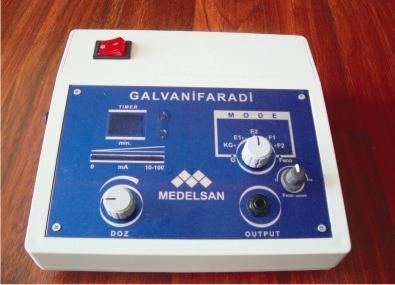 GALVANİFARADİ
TIMER
min.
0 mA 10-100
MODE
E2
E1 F1
KG F2
G
MEDELSAN
DOZ
OUTPUT